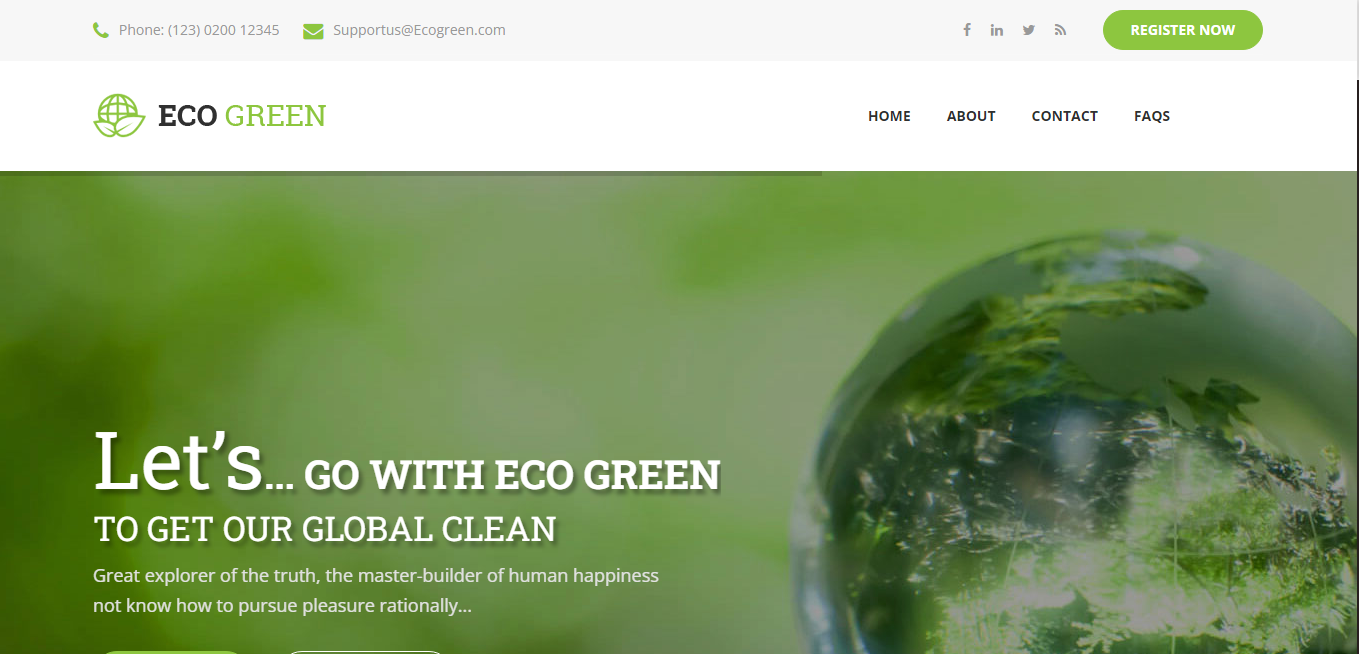 Phone: (123) 0200 12345
Supportus@Ecogreen.com
REGISTER NOW
ECO GREEN
HOME
ABOUT
CONTACT
FAQS
Let’s... GO WITH ECO GREEN
TO GET OUR GLOBAL CLEAN
Great explorer of the truth, the master-builder of human happiness
not know how to pursue pleasure rationally...